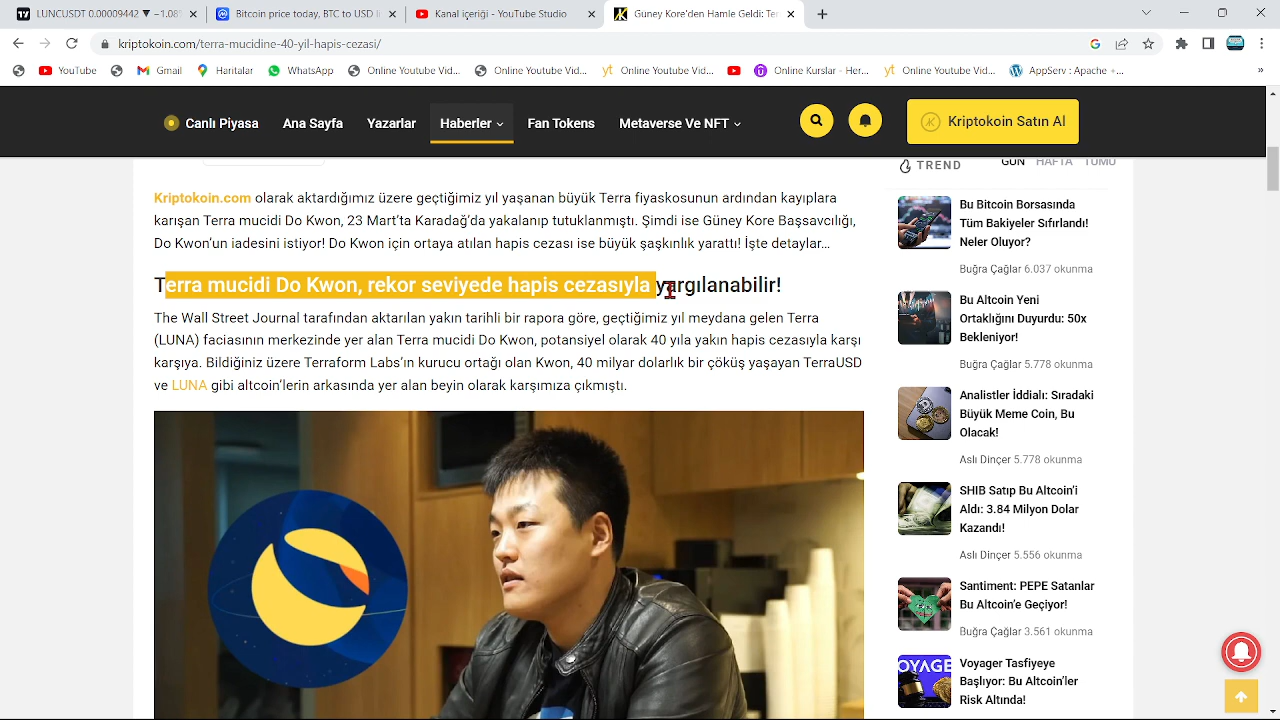 LUNCUSDT 0.00009442 ▼ −1.08%
Bitcoin price today, BTC to USD li
Kanal içeriği - YouTube Studio
Güney Kore'den Hamle Geldi: Ter
kriptokoin.com/terra-mucidine-40-yil-hapis-cezasi/
YouTube
Gmail
Haritalar
WhatsApp
Online Youtube Vid...
Online Youtube Vid...
Online Youtube Vid...
Online Kurslar - Her...
Online Youtube Vid...
AppServ : Apache +...
»
Canlı Piyasa
Ana Sayfa
Yazarlar
Haberler
Fan Tokens
Metaverse Ve NFT
Kriptokoin Satın Al
Kriptokoin.com olarak aktardığımız üzere geçtiğimiz yıl yaşanan büyük Terra fiyaskosunun ardından kayıplara
karışan Terra mucidi Do Kwon, 23 Mart'ta Karadağ'da yakalanıp tutuklanmıştı. Şimdi ise Güney Kore Başsavcılığı,
Do Kwon'un iadesini istiyor! Do Kwon için ortaya atılan hapis cezası ise büyük şaşkınlık yarattı! İşte detaylar…
Terra mucidi Do Kwon, rekor seviyede hapis cezasıyla yargılanabilir!
The Wall Street Journal tarafından aktarılan yakın tarihli bir rapora göre, geçtiğimiz yıl meydana gelen Terra
(LUNA) faciasının merkezinde yer alan Terra mucidi Do Kwon, potansiyel olarak 40 yıla yakın hapis cezasıyla karşı
karşıya. Bildiğiniz üzere Terraform Labs'ın kurucu ortağı olan Kwon, 40 milyar dolarlık bir çöküş yaşayan TerraUSD
ve LUNA gibi altcoin'lerin arkasında yer alan beyin olarak karşımıza çıkmıştı.
TREND
GÜN
HAFTA
TÜMÜ
Bu Bitcoin Borsasında
Tüm Bakiyeler Sıfırlandı!
Neler Oluyor?
Buğra Çağlar 6.037 okunma
Bu Altcoin Yeni
Ortaklığını Duyurdu: 50x
Bekleniyor!
Buğra Çağlar 5.778 okunma
Analistler İddialı: Sıradaki
Büyük Meme Coin, Bu
Olacak!
Aslı Dinçer 5.778 okunma
SHIB Satıp Bu Altcoin'i
Aldı: 3.84 Milyon Dolar
Kazandı!
Aslı Dinçer 5.556 okunma
Santiment: PEPE Satanlar
Bu Altcoin'e Geçiyor!
Buğra Çağlar 3.561 okunma
VOYAGE
Voyager Tasfiyeye
Başlıyor: Bu Altcoin'ler
Risk Altında!